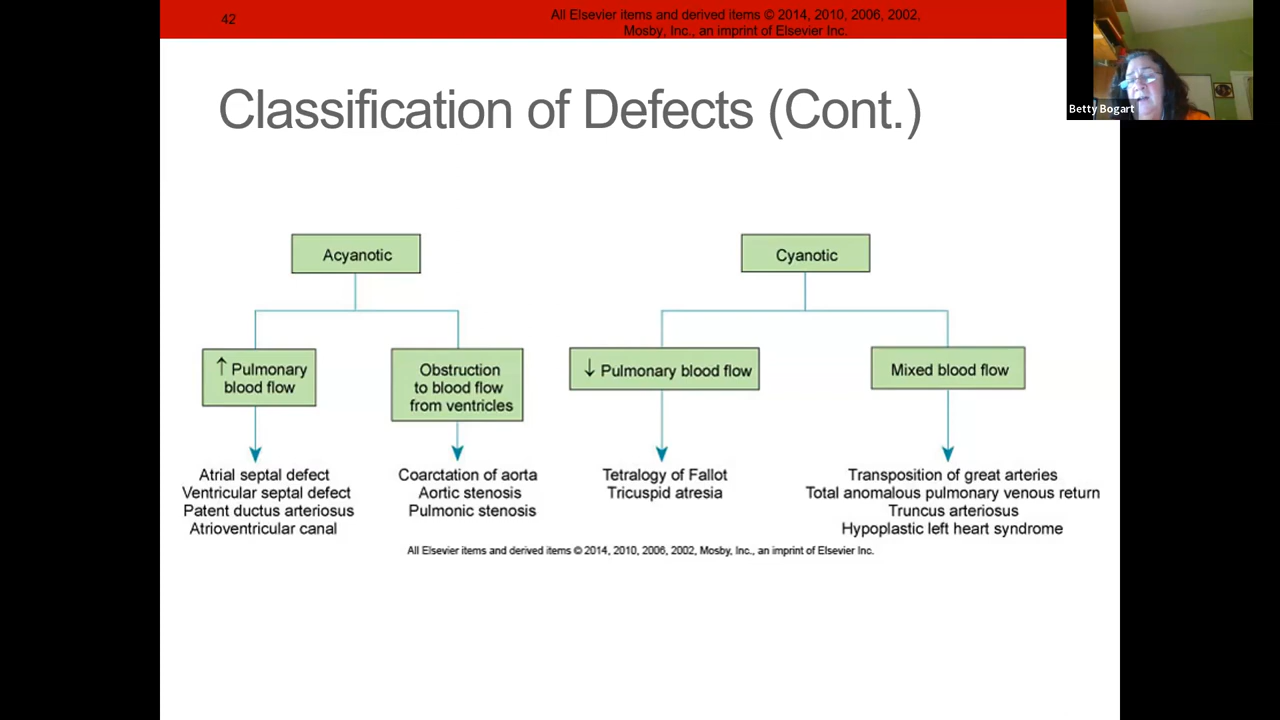 42
All Elsevier items and derived items © 2014, 2010, 2006, 2002,
Mosby, Inc., an imprint of Elsevier Inc.
Betty Bogart
Classification of Defects (Cont.)
Acyanotic
Cyanotic
↑ Pulmonary
blood flow
Obstruction
to blood flow
from ventricles
↓ Pulmonary blood flow
Mixed blood flow
Atrial septal defect
Ventricular septal defect
Patent ductus arteriosus
Atrioventricular canal
Coarctation of aorta
Aortic stenosis
Pulmonic stenosis
Tetralogy of Fallot
Tricuspid atresia
Transposition of great arteries
Total anomalous pulmonary venous return
Truncus arteriosus
Hypoplastic left heart syndrome
All Elsevier items and derived items © 2014, 2010, 2006, 2002, Mosby, Inc., an imprint of Elsevier Inc.